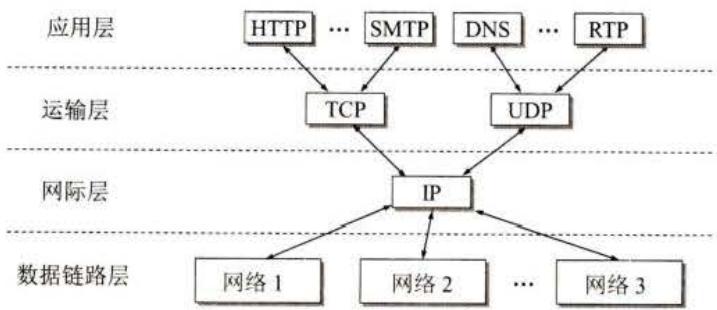 应用层 HTTP … SMTP DNS … RTP
运输层 TCP UDP
网际层 IP
数据链路层 网络 1 网络 2 … 网络 3